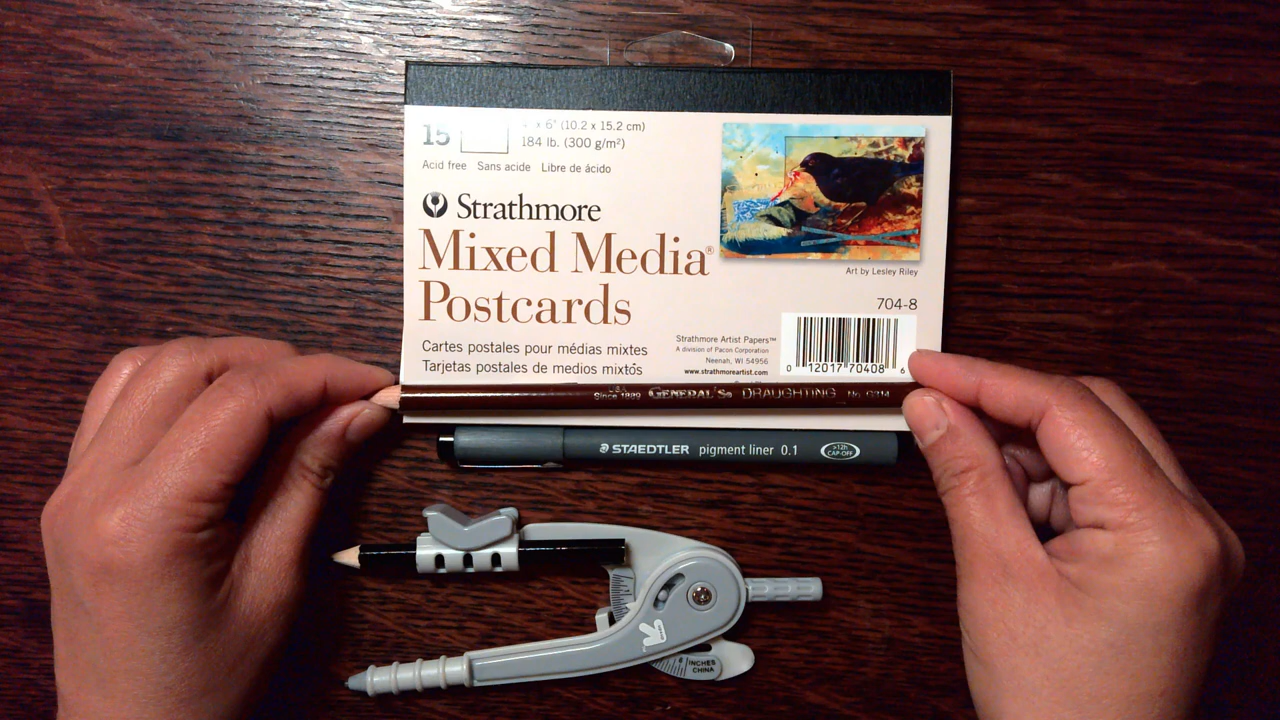 15
x 6" (10.2 x 15.2 cm)
184 lb. (300 g/m²)
Acid free Sans acide Libre de ácido
Strathmore
Mixed Media®
Postcards
Cartes postales pour médias mixtes
Tarjetas postales de medios mixtos
Art by Lesley Riley
704-8
Strathmore Artist Papers™
A division of Pacon Corporation
Neenah, WI 54956
www.strathmoreartist.com
0 12017 70408 6
Since 1889 GENERAL'S® DRAUGHTING No. G314
STAEDTLER pigment liner 0.1 >12h
CAP-OFF
INCHES
CHINA